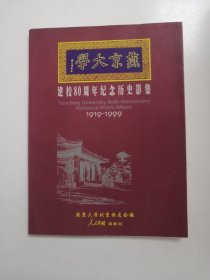 燕京大學
建校80周年纪念历史影集
Yenching University 80th Anniversary
Historical Photo Album
1919-1999
燕京大学北京校友会编
人民中国出版社